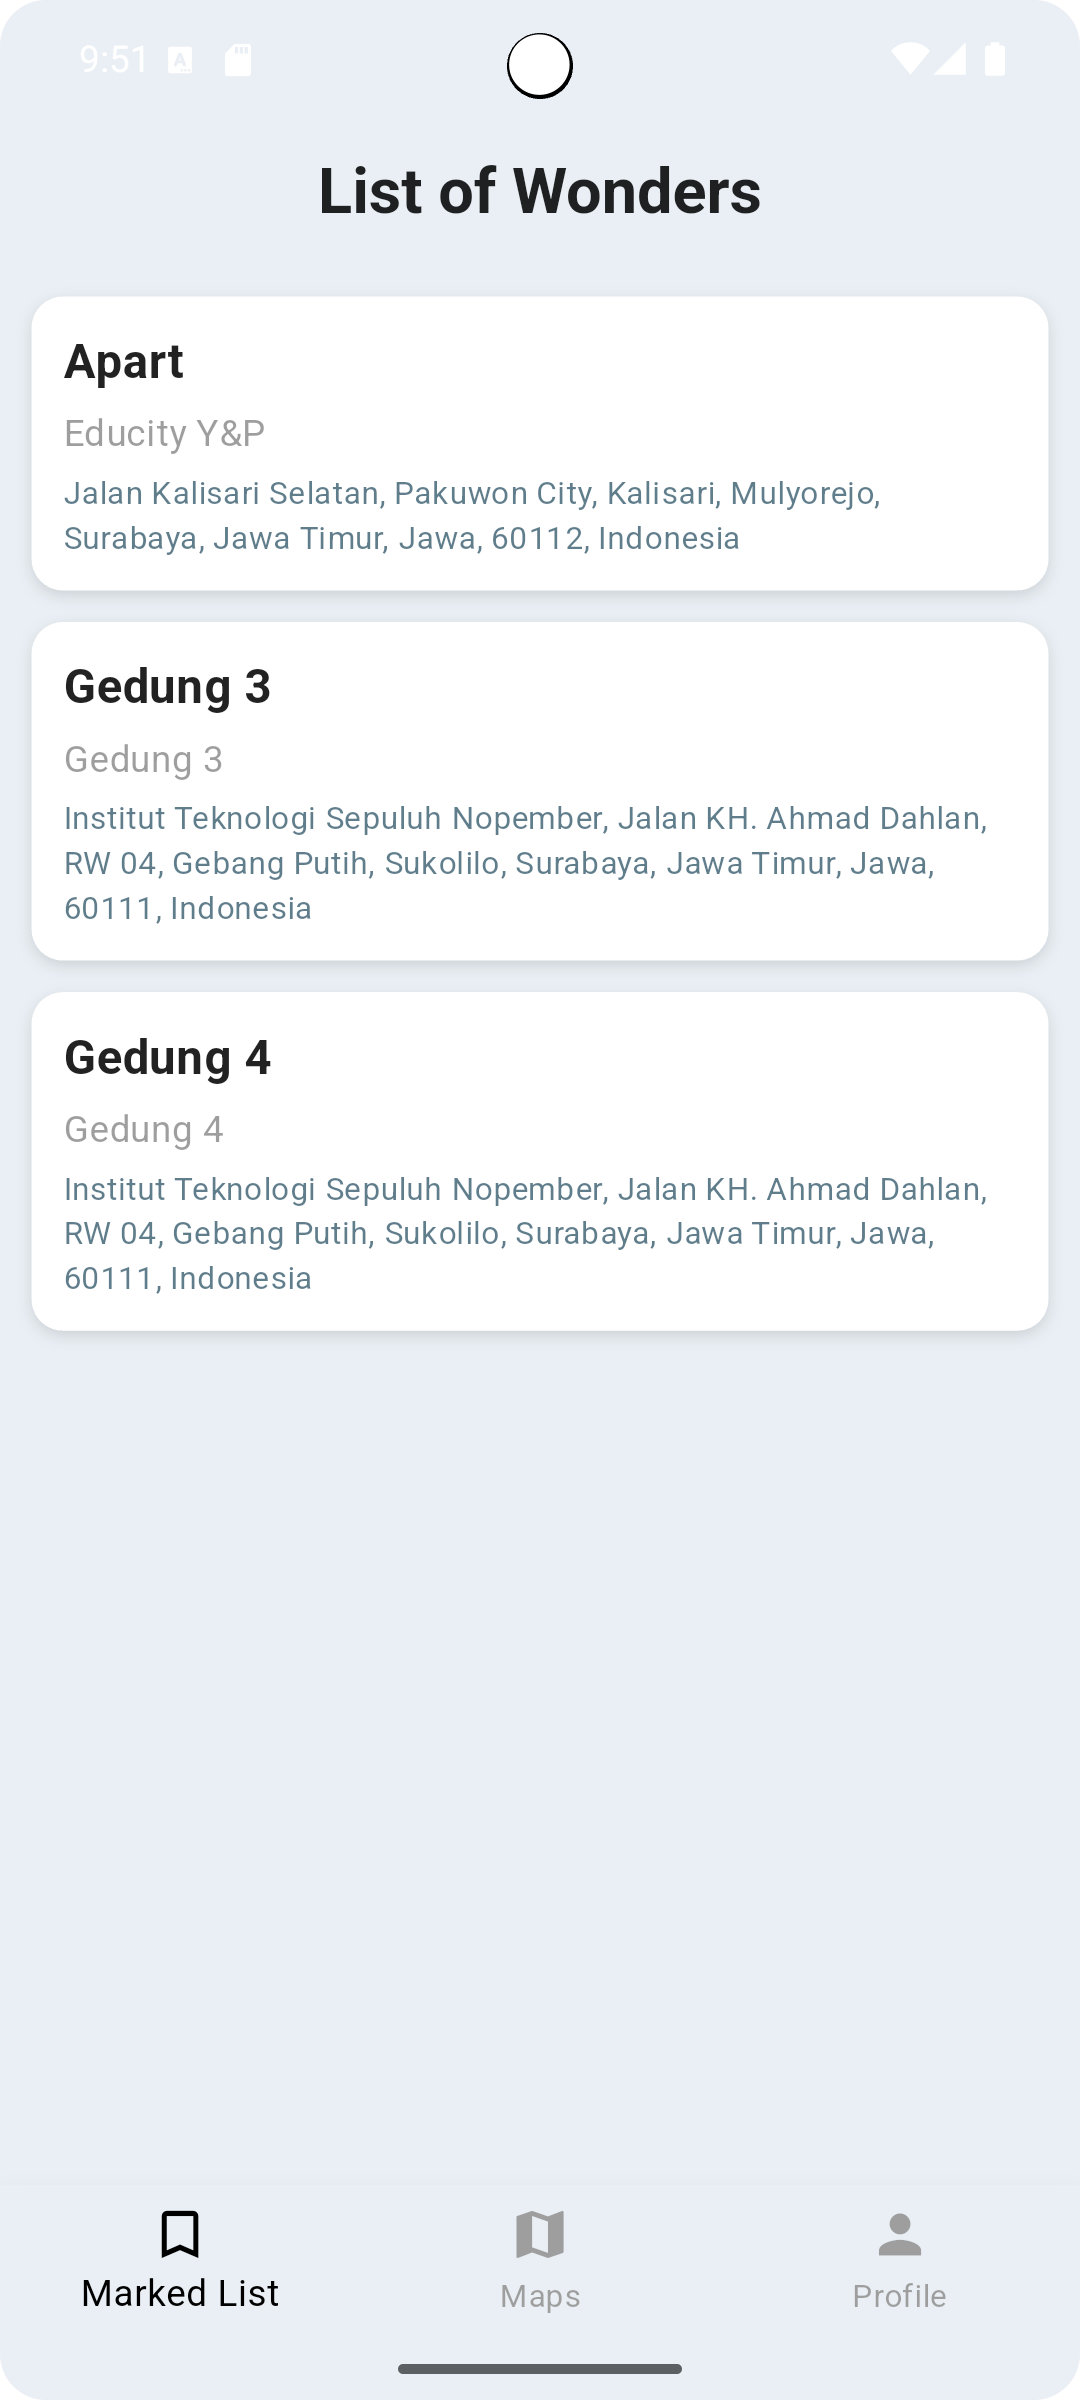 9:51
List of Wonders
Apart
Educity Y&P
Jalan Kalisari Selatan, Pakuwon City, Kalisari, Mulyorejo,
Surabaya, Jawa Timur, Jawa, 60112, Indonesia
Gedung 3
Gedung 3
Institut Teknologi Sepuluh Nopember, Jalan KH. Ahmad Dahlan,
RW 04, Gebang Putih, Sukolilo, Surabaya, Jawa Timur, Jawa,
60111, Indonesia
Gedung 4
Gedung 4
Institut Teknologi Sepuluh Nopember, Jalan KH. Ahmad Dahlan,
RW 04, Gebang Putih, Sukolilo, Surabaya, Jawa Timur, Jawa,
60111, Indonesia
Marked List
Maps
Profile